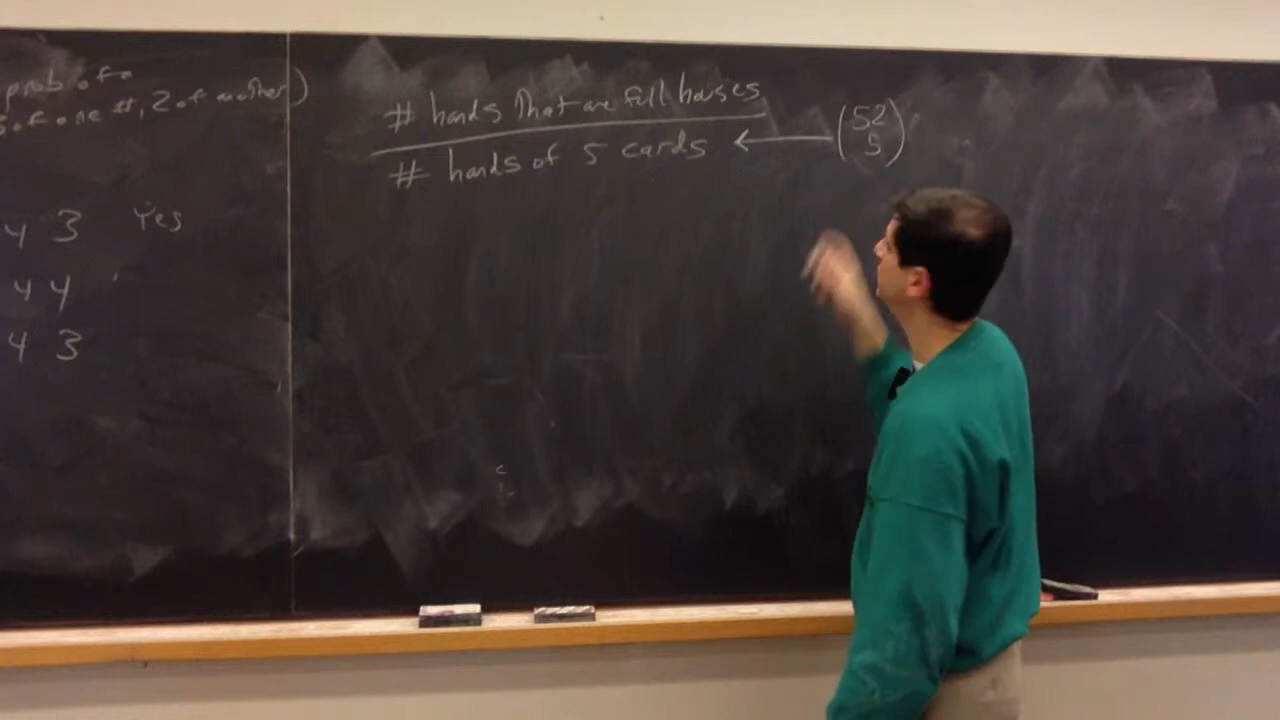 prob of a
3 of one #, 2 of another)
4 3 Yes
4 4
4 3
# hands that are full houses
# hands of 5 cards ← (52
5)